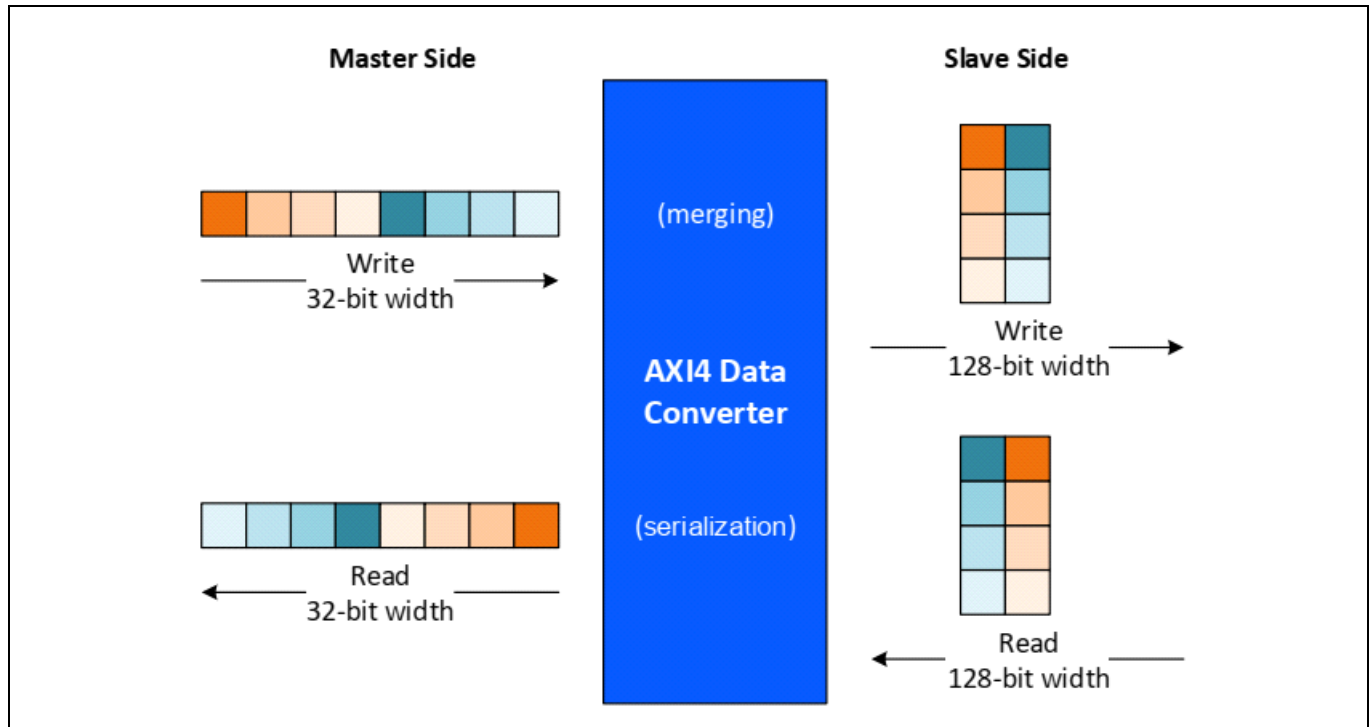 Master Side
Slave Side
(merging)
Write
32-bit width
Write
128-bit width
AXI4 Data
Converter
(serialization)
Read
32-bit width
Read
128-bit width